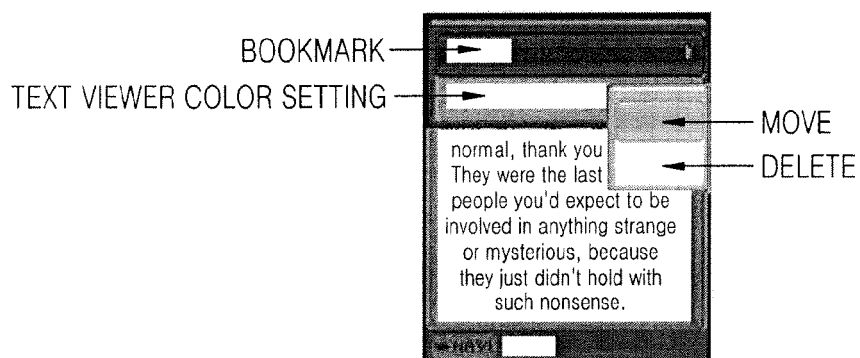 BOOKMARK
TEXT VIEWER COLOR SETTING
MOVE
DELETE
normal, thank you
They were the last
people you'd expect to be
involved in anything strange
or mysterious, because
they just didn't hold with
such nonsense.
NAVI